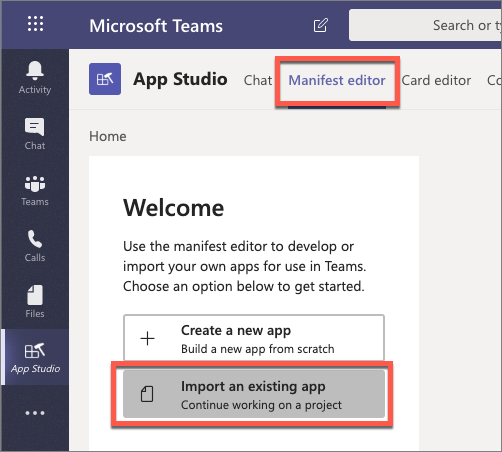 Microsoft Teams
Search or ty
App Studio Chat Manifest editor Card editor Co
Activity
Chat
Teams
Calls
Files
App Studio
Home
Welcome
Use the manifest editor to develop or
import your own apps for use in Teams.
Choose an option below to get started.
Create a new app
Build a new app from scratch
Import an existing app
Continue working on a project